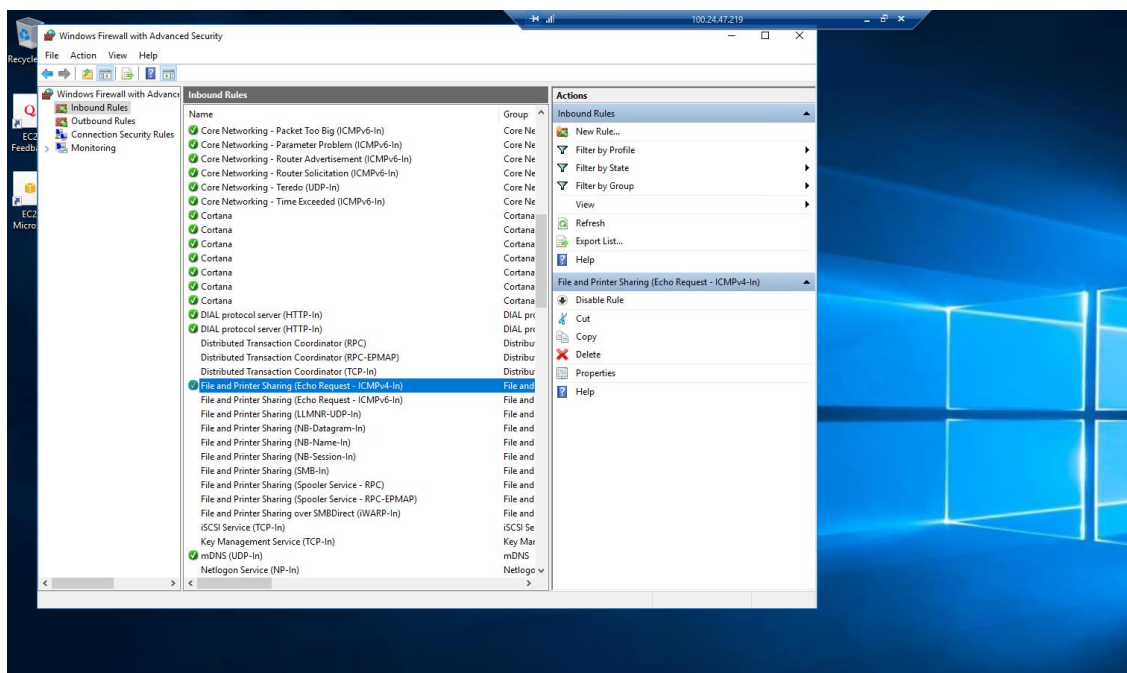 100.24.47.219
Recycle
Windows Firewall with Advanced Security
File Action View Help
Windows Firewall with Advance
Inbound Rules
Outbound Rules
Connection Security Rules
Monitoring
EC2
Feedba
EC2
Micro
Inbound Rules
Name Group
Core Networking - Packet Too Big (ICMPv6-In) Core Ne
Core Networking - Parameter Problem (ICMPv6-In) Core Ne
Core Networking - Router Advertisement (ICMPv6-In) Core Ne
Core Networking - Router Solicitation (ICMPv6-In) Core Ne
Core Networking - Teredo (UDP-In) Core Ne
Core Networking - Time Exceeded (ICMPv6-In) Core Ne
Cortana Cortana
Cortana Cortana
Cortana Cortana
Cortana Cortana
Cortana Cortana
Cortana Cortana
Cortana Cortana
DIAL protocol server (HTTP-In) DIAL pro
DIAL protocol server (HTTP-In) DIAL pro
Distributed Transaction Coordinator (RPC) Distribu
Distributed Transaction Coordinator (RPC-EPMAP) Distribu
Distributed Transaction Coordinator (TCP-In) Distribu
File and Printer Sharing (Echo Request - ICMPv4-In) File and
File and Printer Sharing (Echo Request - ICMPv6-In) File and
File and Printer Sharing (LLMNR-UDP-In) File and
File and Printer Sharing (NB-Datagram-In) File and
File and Printer Sharing (NB-Name-In) File and
File and Printer Sharing (NB-Session-In) File and
File and Printer Sharing (SMB-In) File and
File and Printer Sharing (Spooler Service - RPC) File and
File and Printer Sharing (Spooler Service - RPC-EPMAP) File and
File and Printer Sharing over SMBDirect (iWARP-In) File and
iSCSI Service (TCP-In) iSCSI Se
Key Management Service (TCP-In) Key Mar
mDNS (UDP-In) mDNS
Netlogon Service (NP-In) Netlogo
Actions
Inbound Rules
New Rule...
Filter by Profile
Filter by State
Filter by Group
View
Refresh
Export List...
Help
File and Printer Sharing (Echo Request - ICMPv4-In)
Disable Rule
Cut
Copy
Delete
Properties
Help